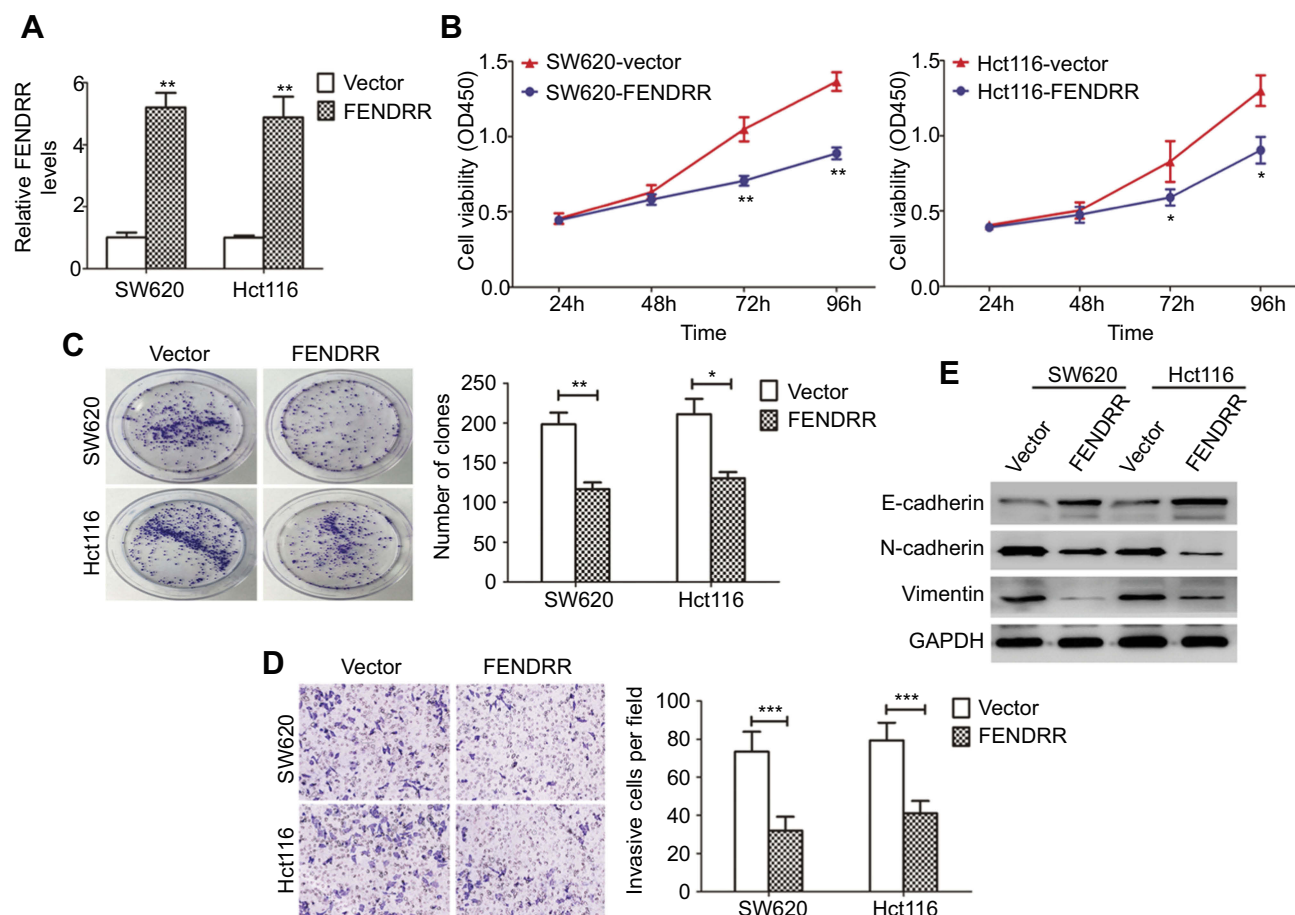 A
Relative FENDRR
levels
6
4
2
0
**
**
Vector
FENDRR
SW620
Hct116
B
Cell viability (OD450)
1.5
1.0
0.5
0.0
SW620-vector
SW620-FENDRR
**
**
24h
48h
72h
96h
Time
Cell viability (OD450)
1.5
1.0
0.5
0.0
Hct116-vector
Hct116-FENDRR
*
*
24h
48h
72h
96h
Time
C
Vector
FENDRR
SW620
Hct116
Number of clones
250
200
150
100
50
0
**
*
Vector
FENDRR
SW620
Hct116
D
Vector
FENDRR
SW620
Hct116
Invasive cells per field
100
80
60
40
20
0
***
***
Vector
FENDRR
SW620
Hct116
E
SW620
Hct116
Vector
FENDRR
Vector
FENDRR
E-cadherin
N-cadherin
Vimentin
GAPDH